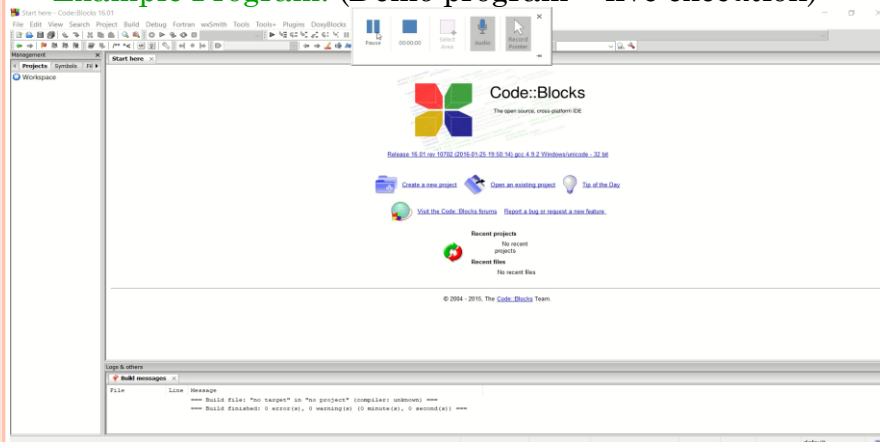 Example Program: (Demo program – live execution)
Start here - Code::Blocks 16.01
File Edit View Search Project Build Debug Fortran wxSmith Tools Tools+ Plugins DoxyBlocks
Pause
00:00:00
Select Area
Audio
Record Pointer
Management
Projects Symbols
Workspace
Start here
Code::Blocks
The open source, cross-platform IDE
Release 16.01 rev 10702 (2016-01-25 19:50:14) gcc 4.9.2 Windows/unicode - 32 bit
Create a new project Open an existing project Tip of the Day
Visit the Code::Blocks forums Report a bug or request a new feature
Recent projects
No recent
projects
Recent files
No recent files
© 2004 - 2015, The Code::Blocks Team.
Logs & others
Build messages
File Line Message
=== Build file: "no target" in "no project" (compiler: unknown) ===
=== Build finished: 0 error(s), 0 warning(s) (0 minute(s), 0 second(s)) ===